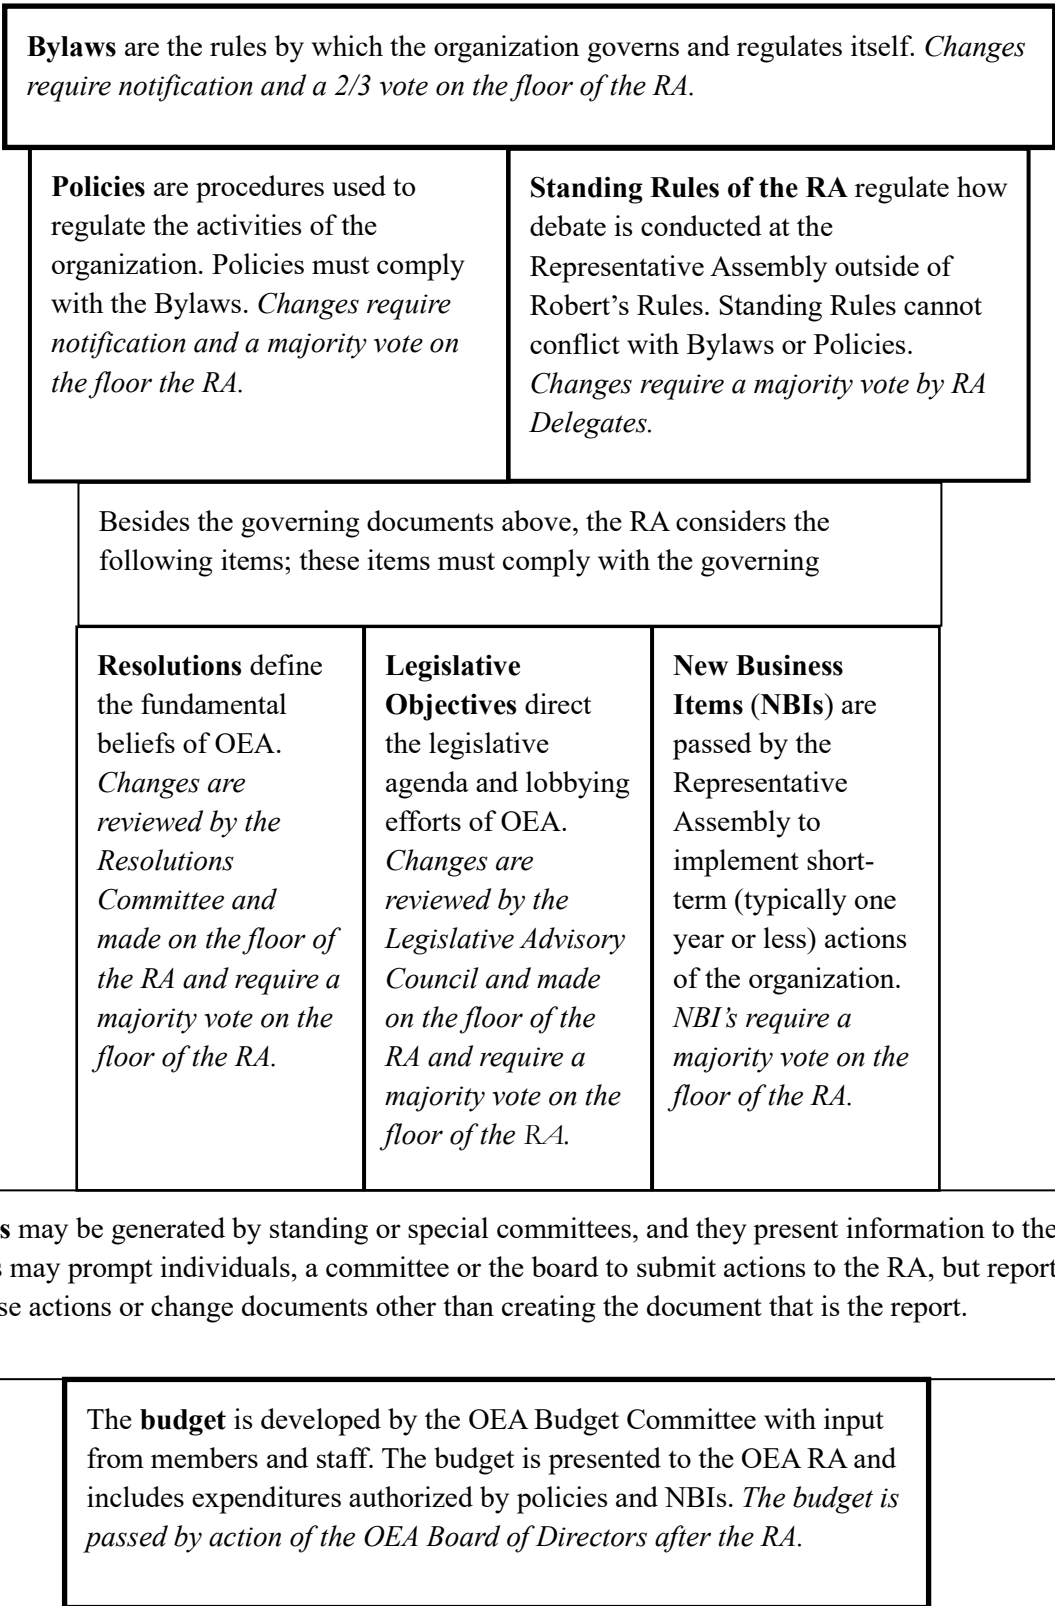 Bylaws are the rules by which the organization governs and regulates itself. Changes
require notification and a 2/3 vote on the floor of the RA.
Policies are procedures used to
regulate the activities of the
organization. Policies must comply
with the Bylaws. Changes require
notification and a majority vote on
the floor the RA.
Standing Rules of the RA regulate how
debate is conducted at the
Representative Assembly outside of
Robert’s Rules. Standing Rules cannot
conflict with Bylaws or Policies.
Changes require a majority vote by RA
Delegates.
Besides the governing documents above, the RA considers the
following items; these items must comply with the governing
Resolutions define
the fundamental
beliefs of OEA.
Changes are
reviewed by the
Resolutions
Committee and
made on the floor of
the RA and require a
majority vote on the
floor of the RA.
Legislative
Objectives direct
the legislative
agenda and lobbying
efforts of OEA.
Changes are
reviewed by the
Legislative Advisory
Council and made
on the floor of the
RA and require a
majority vote on the
floor of the RA.
New Business
Items (NBIs) are
passed by the
Representative
Assembly to
implement short-
term (typically one
year or less) actions
of the organization.
NBI’s require a
majority vote on the
floor of the RA.
s may be generated by standing or special committees, and they present information to the
s may prompt individuals, a committee or the board to submit actions to the RA, but report
se actions or change documents other than creating the document that is the report.
The budget is developed by the OEA Budget Committee with input
from members and staff. The budget is presented to the OEA RA and
includes expenditures authorized by policies and NBIs. The budget is
passed by action of the OEA Board of Directors after the RA.